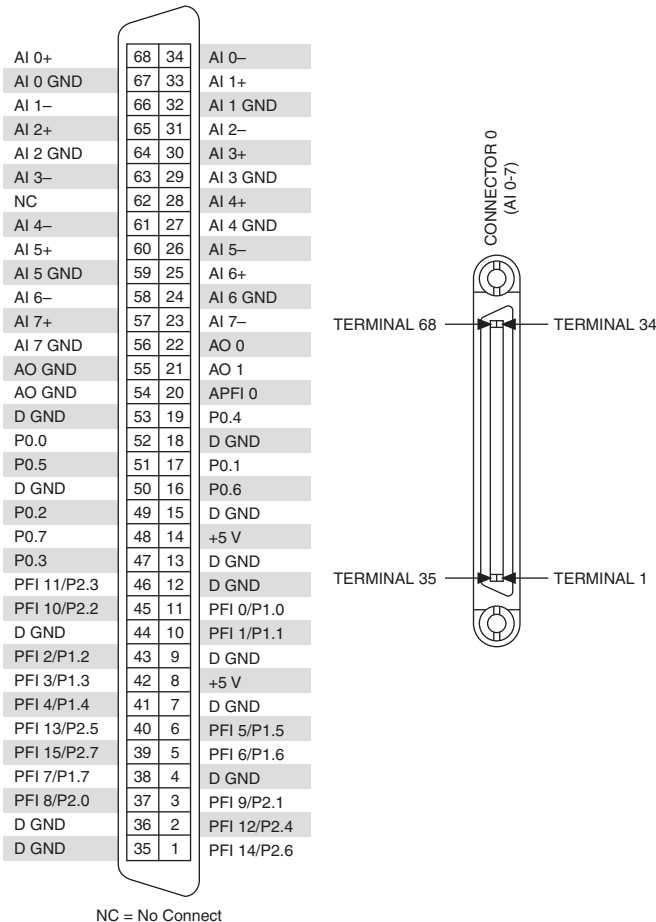 AI 0+ 68 34 AI 0–
AI 0 GND 67 33 AI 1+
AI 1– 66 32 AI 1 GND
AI 2+ 65 31 AI 2–
AI 2 GND 64 30 AI 3+
AI 3– 63 29 AI 3 GND
NC 62 28 AI 4+
AI 4– 61 27 AI 4 GND
AI 5+ 60 26 AI 5–
AI 5 GND 59 25 AI 6+
AI 6– 58 24 AI 6 GND
AI 7+ 57 23 AI 7–
AI 7 GND 56 22 AO 0
AO GND 55 21 AO 1
AO GND 54 20 APFI 0
D GND 53 19 P0.4
P0.0 52 18 D GND
P0.5 51 17 P0.1
D GND 50 16 P0.6
P0.2 49 15 D GND
P0.7 48 14 +5 V
P0.3 47 13 D GND
PFI 11/P2.3 46 12 D GND
PFI 10/P2.2 45 11 PFI 0/P1.0
D GND 44 10 PFI 1/P1.1
PFI 2/P1.2 43 9 D GND
PFI 3/P1.3 42 8 +5 V
PFI 4/P1.4 41 7 D GND
PFI 13/P2.5 40 6 PFI 5/P1.5
PFI 15/P2.7 39 5 PFI 6/P1.6
PFI 7/P1.7 38 4 D GND
PFI 8/P2.0 37 3 PFI 9/P2.1
D GND 36 2 PFI 12/P2.4
D GND 35 1 PFI 14/P2.6
NC = No Connect
CONNECTOR 0
(AI 0-7)
TERMINAL 68 TERMINAL 34
TERMINAL 35 TERMINAL 1